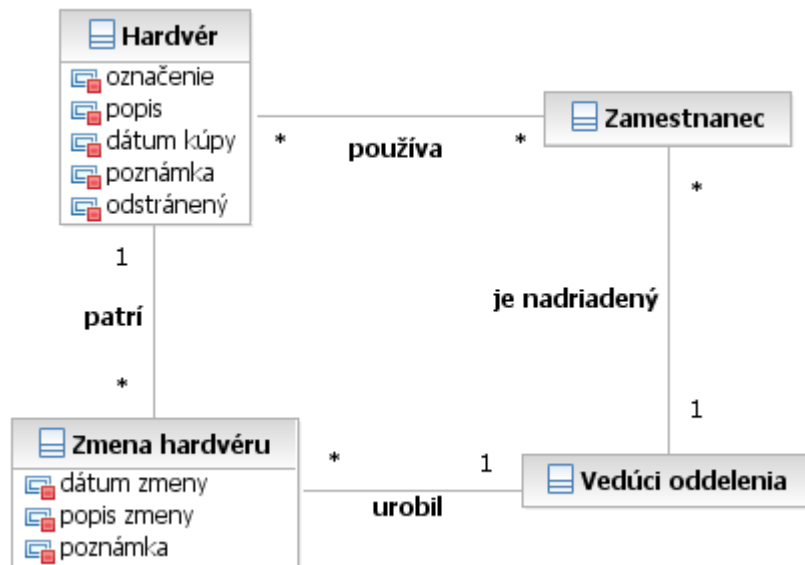 Hardvér
označenie
popis
dátum kúpy
poznámka
odstránený
* používa *
Zamestnanec
*
je nadriadený
1
1
patrí
*
Zmena hardvéru
dátum zmeny
popis zmeny
poznámka
* urobil 1
Vedúci oddelenia